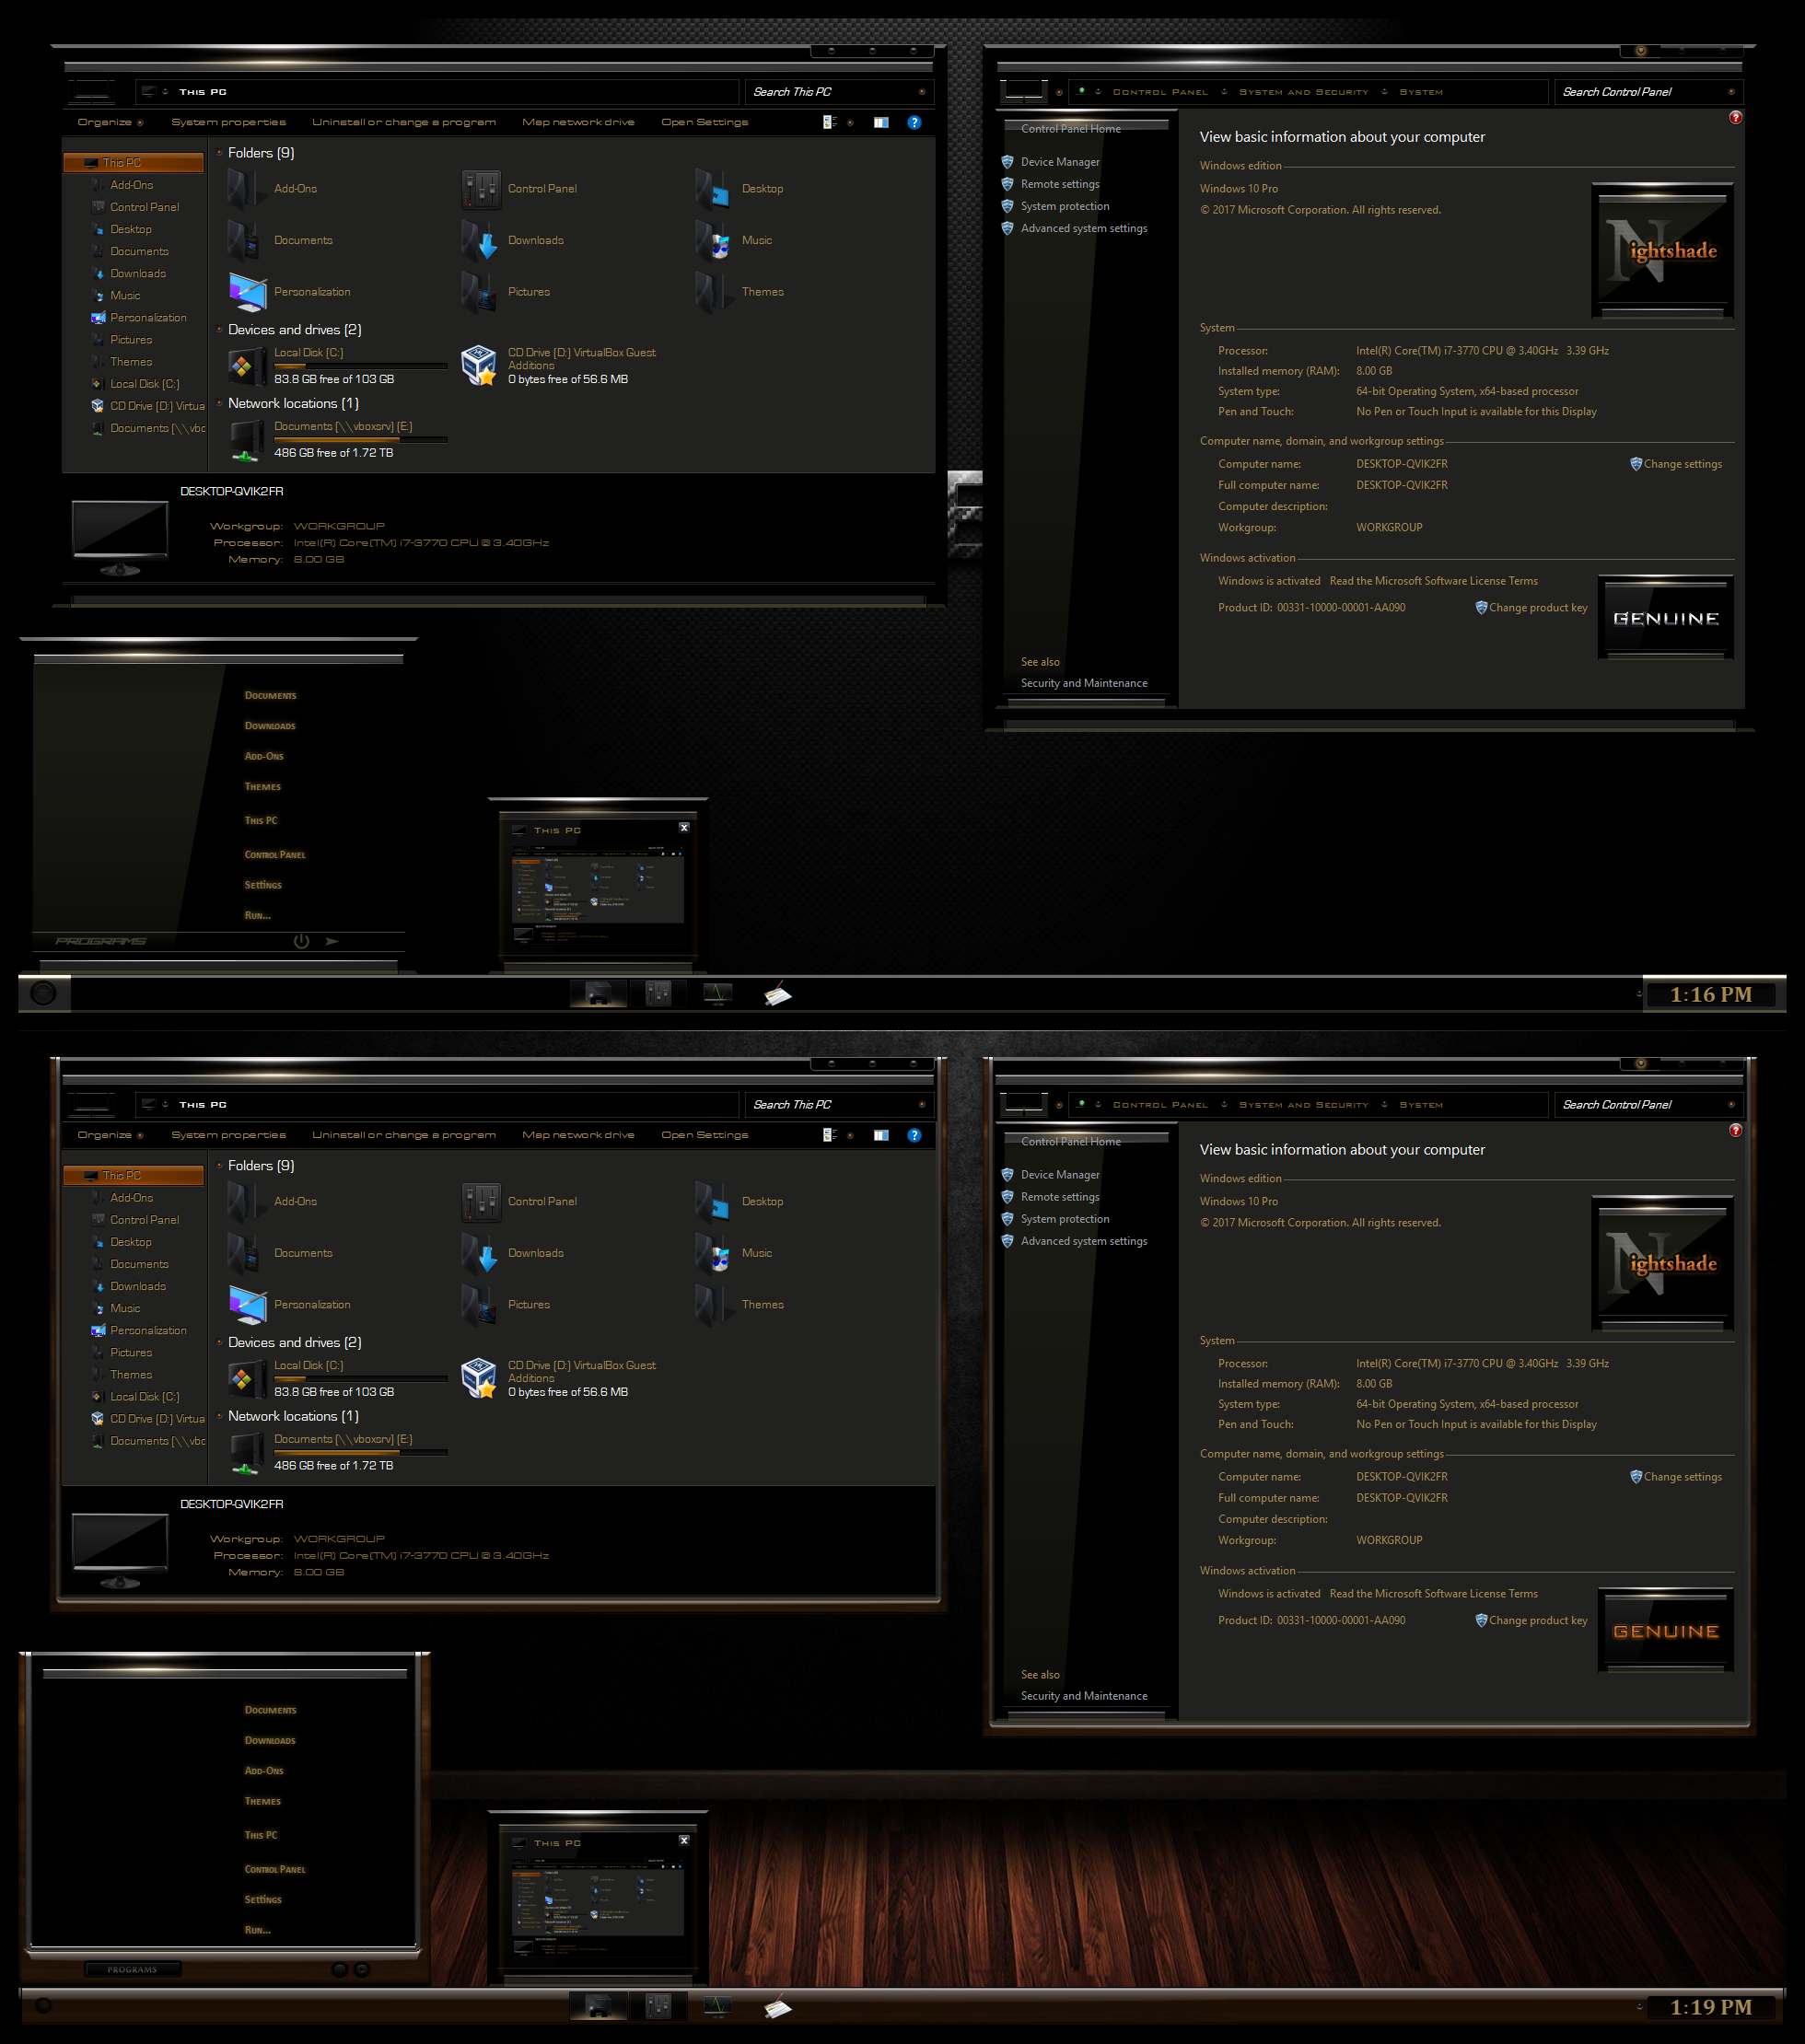 This PC
Search This PC
Organize System properties Uninstall or change a program Map network drive Open Settings
This PC
Add-Ons
Control Panel
Desktop
Documents
Downloads
Music
Personalization
Pictures
Themes
Local Disk (C:)
CD Drive (D:) Virtua
Documents (\\vbc
Folders (9)
Add-Ons Control Panel Desktop
Documents Downloads Music
Personalization Pictures Themes
Devices and drives (2)
Local Disk (C:)
83.8 GB free of 103 GB
CD Drive (D:) VirtualBox Guest
Additions
0 bytes free of 56.6 MB
Network locations (1)
Documents (\\vboxsrv) (E:)
486 GB free of 1.72 TB
DESKTOP-QVIK2FR
Workgroup: WORKGROUP
Processor: Intel(R) Core(TM) i7-3770 CPU @ 3.40GHz
Memory: 8.00 GB
Control Panel System and Security System
Search Control Panel
Control Panel Home
Device Manager
Remote settings
System protection
Advanced system settings
See also
Security and Maintenance
View basic information about your computer
Windows edition
Windows 10 Pro
© 2017 Microsoft Corporation. All rights reserved.
Nightshade
System
Processor: Intel(R) Core(TM) i7-3770 CPU @ 3.40GHz 3.39 GHz
Installed memory (RAM): 8.00 GB
System type: 64-bit Operating System, x64-based processor
Pen and Touch: No Pen or Touch Input is available for this Display
Computer name, domain, and workgroup settings
Computer name: DESKTOP-QVIK2FR Change settings
Full computer name: DESKTOP-QVIK2FR
Computer description:
Workgroup: WORKGROUP
Windows activation
Windows is activated Read the Microsoft Software License Terms
Product ID: 00331-10000-00001-AA090 Change product key
GENUINE
Documents
Downloads
Add-Ons
Themes
This PC
Control Panel
Settings
Run...
PROGRAMS
This PC
1:16 PM
This PC
Search This PC
Organize System properties Uninstall or change a program Map network drive Open Settings
This PC
Add-Ons
Control Panel
Desktop
Documents
Downloads
Music
Personalization
Pictures
Themes
Local Disk (C:)
CD Drive (D:) Virtua
Documents (\\vbc
Folders (9)
Add-Ons Control Panel Desktop
Documents Downloads Music
Personalization Pictures Themes
Devices and drives (2)
Local Disk (C:)
83.8 GB free of 103 GB
CD Drive (D:) VirtualBox Guest
Additions
0 bytes free of 56.6 MB
Network locations (1)
Documents (\\vboxsrv) (E:)
486 GB free of 1.72 TB
DESKTOP-QVIK2FR
Workgroup: WORKGROUP
Processor: Intel(R) Core(TM) i7-3770 CPU @ 3.40GHz
Memory: 8.00 GB
Control Panel System and Security System
Search Control Panel
Control Panel Home
Device Manager
Remote settings
System protection
Advanced system settings
See also
Security and Maintenance
View basic information about your computer
Windows edition
Windows 10 Pro
© 2017 Microsoft Corporation. All rights reserved.
Nightshade
System
Processor: Intel(R) Core(TM) i7-3770 CPU @ 3.40GHz 3.39 GHz
Installed memory (RAM): 8.00 GB
System type: 64-bit Operating System, x64-based processor
Pen and Touch: No Pen or Touch Input is available for this Display
Computer name, domain, and workgroup settings
Computer name: DESKTOP-QVIK2FR Change settings
Full computer name: DESKTOP-QVIK2FR
Computer description:
Workgroup: WORKGROUP
Windows activation
Windows is activated Read the Microsoft Software License Terms
Product ID: 00331-10000-00001-AA090 Change product key
GENUINE
Documents
Downloads
Add-Ons
Themes
This PC
Control Panel
Settings
Run...
PROGRAMS
This PC
1:19 PM